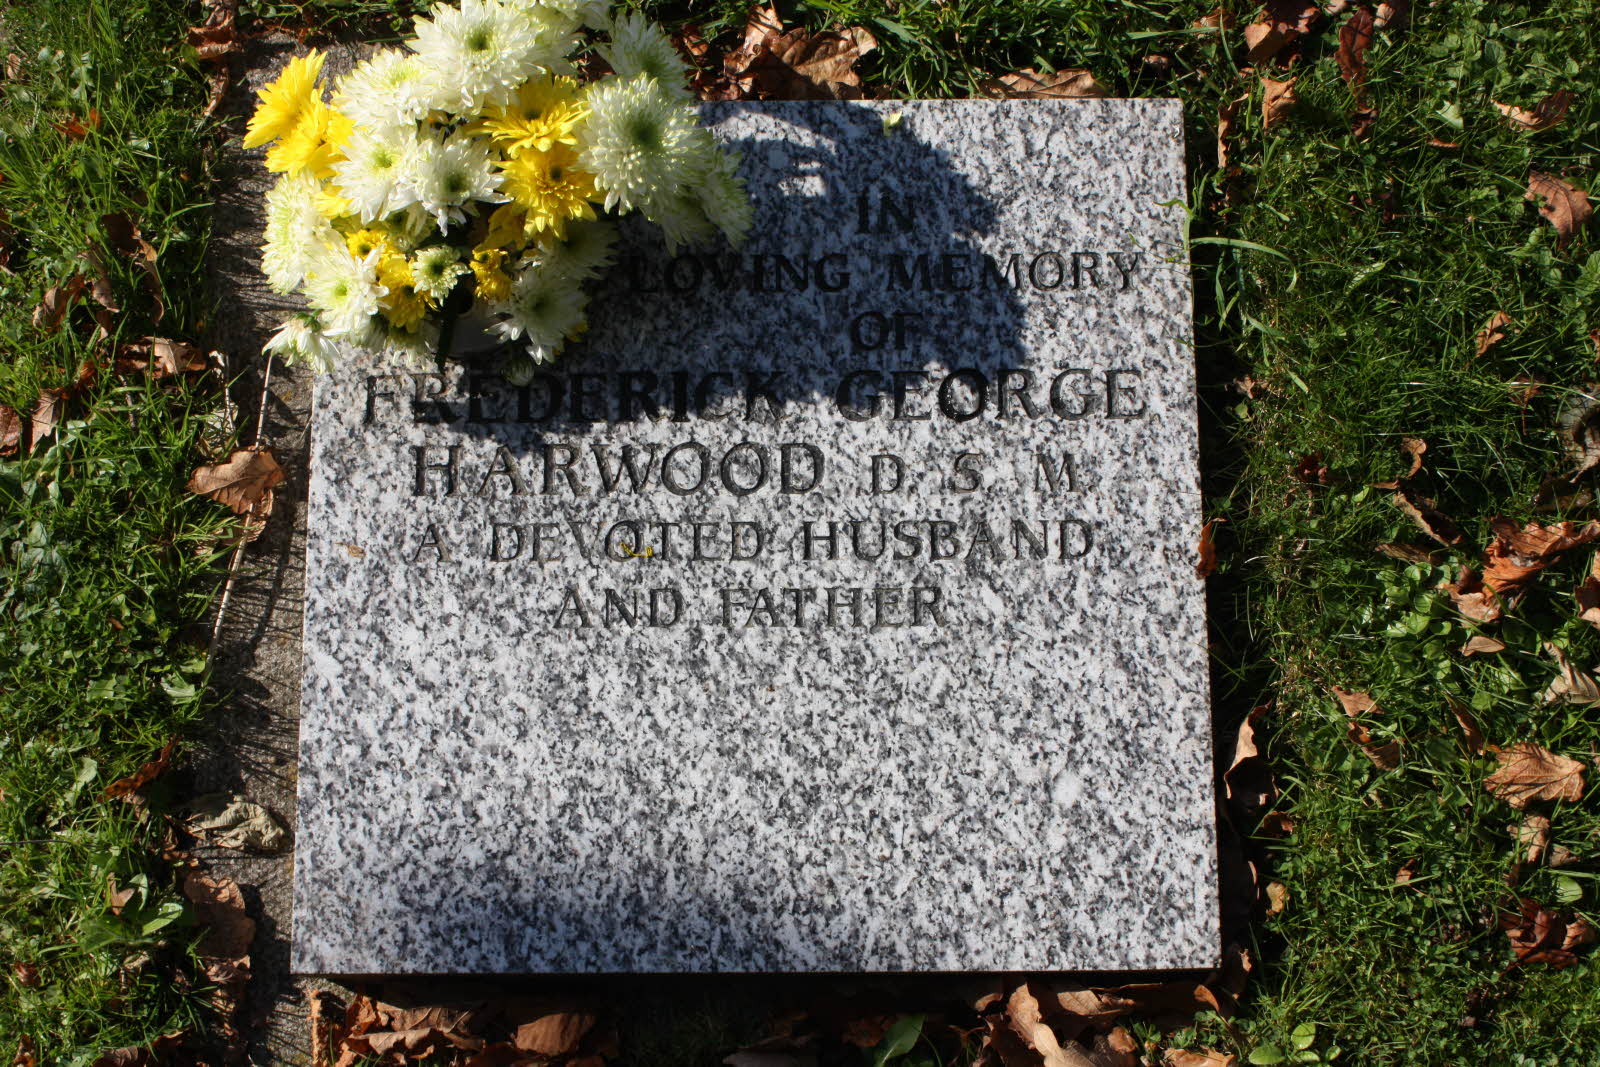 IN
LOVING MEMORY
OF
FREDERICK GEORGE
HARWOOD D S M
A DEVOTED HUSBAND
AND FATHER